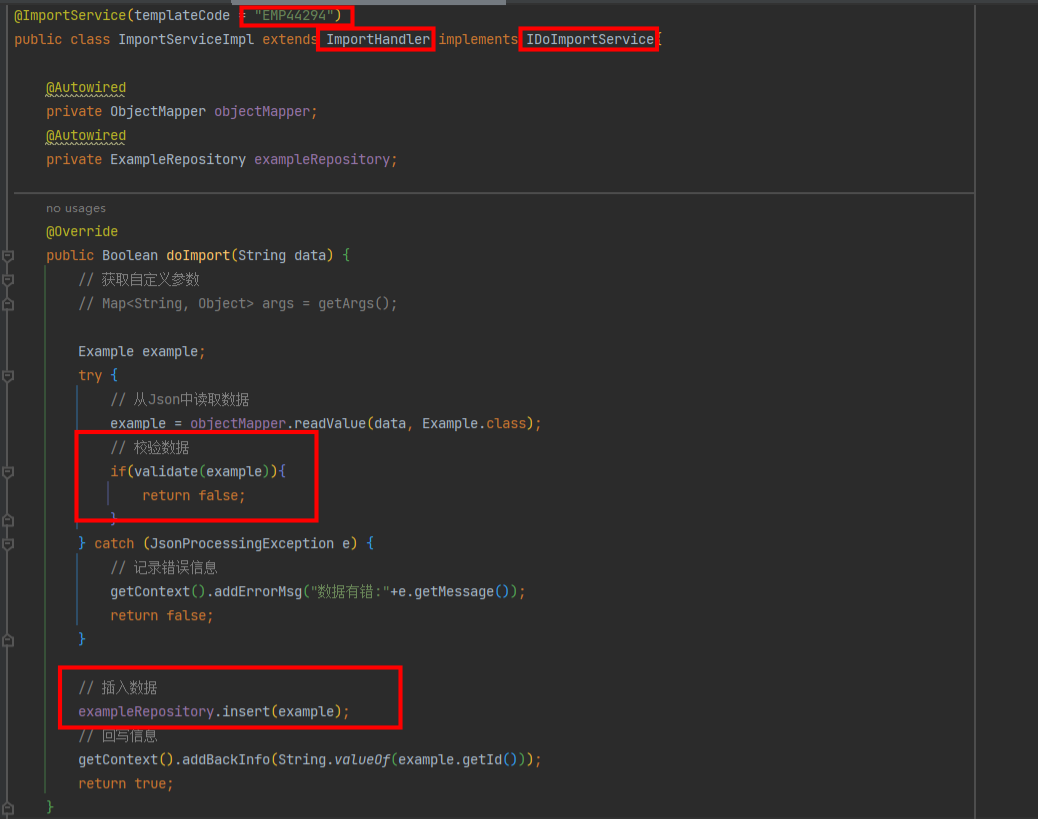 @ImportService(templateCode = "EMP44294")
public class ImportServiceImpl extends ImportHandler implements IDoImportService{
@Autowired
private ObjectMapper objectMapper;
@Autowired
private ExampleRepository exampleRepository;
no usages
@Override
public Boolean doImport(String data) {
// 获取自定义参数
// Map<String, Object> args = getArgs();
Example example;
try {
// 从Json中读取数据
example = objectMapper.readValue(data, Example.class);
// 校验数据
if(validate(example)){
return false;
}
} catch (JsonProcessingException e) {
// 记录错误信息
getContext().addErrorMsg("数据有错:"+e.getMessage());
return false;
}
// 插入数据
exampleRepository.insert(example);
// 回写信息
getContext().addBackInfo(String.valueOf(example.getId()));
return true;
}